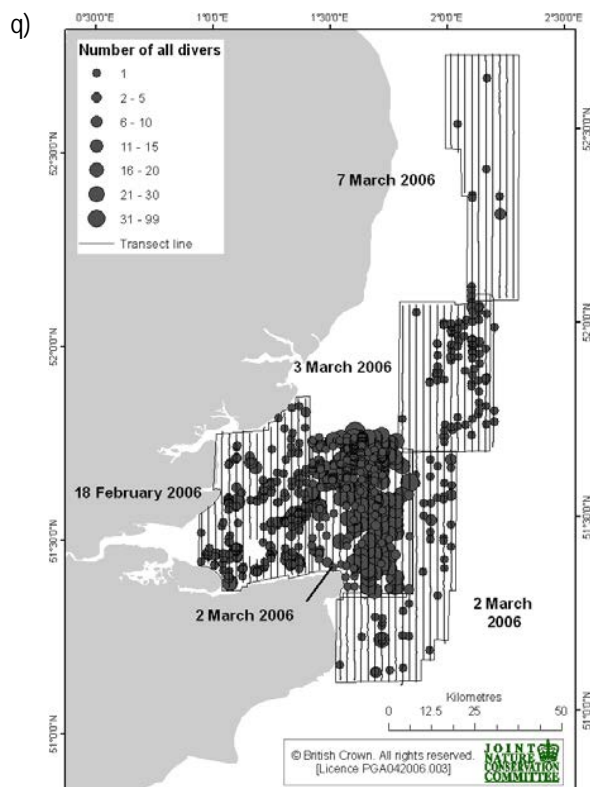 q)
0°30'0"E 1°0'0"E 1°30'0"E 2°0'0"E 2°30'0"E
Number of all divers
1
2 - 5
6 - 10
11 - 15
16 - 20
21 - 30
31 - 99
Transect line
52°30'0"N
52°30'0"N
7 March 2006
52°0'0"N
52°0'0"N
3 March 2006
18 February 2006
51°30'0"N
51°30'0"N
2 March 2006
2 March
2006
Kilometres
0 12.5 25 50
51°0'0"N
51°0'0"N
© British Crown. All rights reserved.
[Licence PGA042006.003]
JOINT
NATURE
CONSERVATION
COMMITTEE